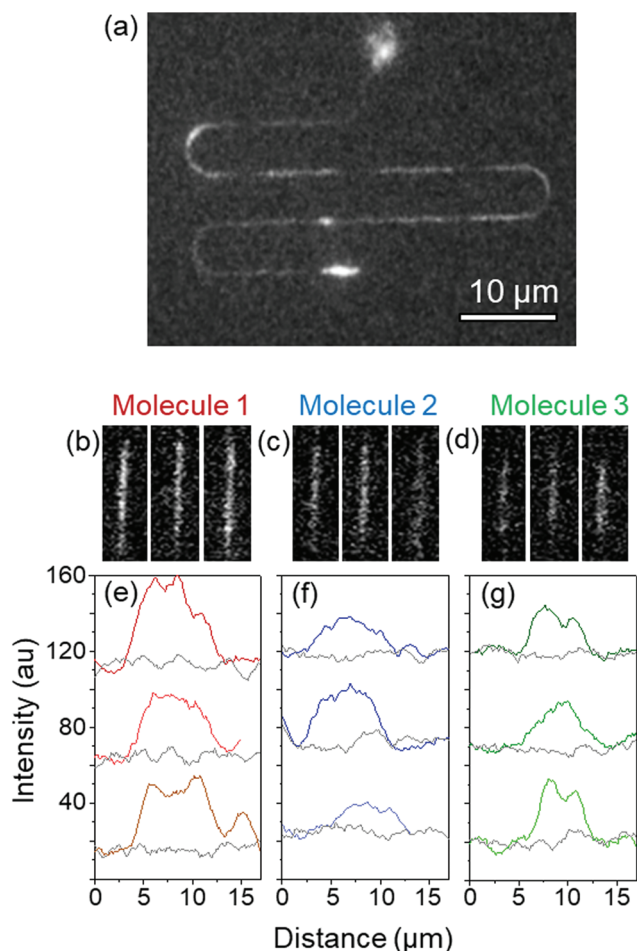 (a)
10 µm
Molecule 1 Molecule 2 Molecule 3
(b) (c) (d)
160 (e) (f) (g)
120
80
40
Intensity (au)
0 5 10 15 0 5 10 15 0 5 10 15
Distance (µm)